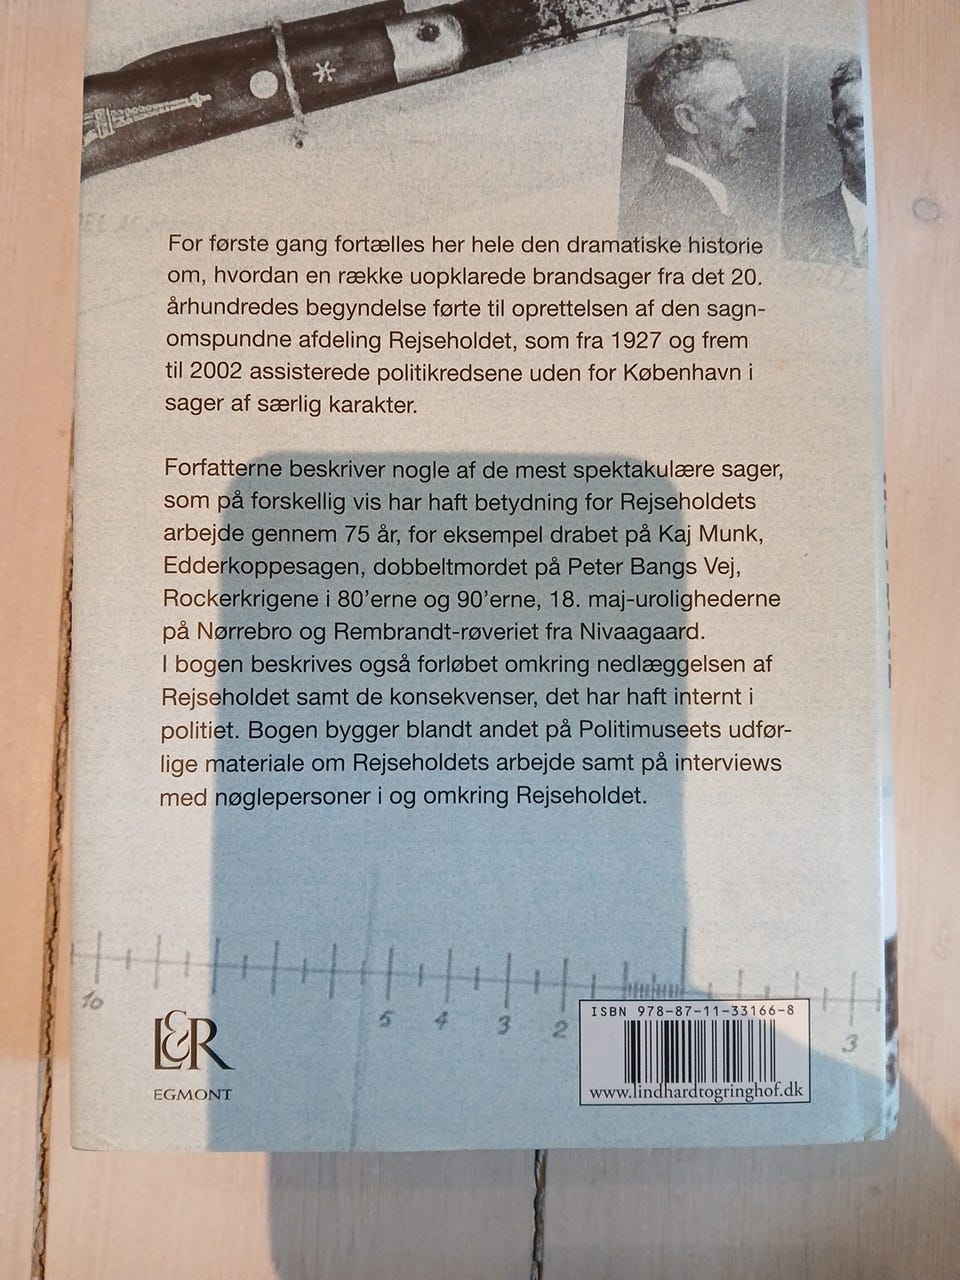 For første gang fortælles her hele den dramatiske historie
om, hvordan en række uopklarede brandsager fra det 20.
århundredes begyndelse førte til oprettelsen af den sagn-
omspundne afdeling Rejseholdet, som fra 1927 og frem
til 2002 assisterede politikredsene uden for København i
sager af særlig karakter.
Forfatterne beskriver nogle af de mest spektakulære sager,
som på forskellig vis har haft betydning for Rejseholdets
arbejde gennem 75 år, for eksempel drabet på Kaj Munk,
Edderkoppesagen, dobbeltmordet på Peter Bangs Vej,
Rockerkrigene i 80'erne og 90'erne, 18. maj-urolighederne
på Nørrebro og Rembrandt-røveriet fra Nivaagaard.
I bogen beskrives også forløbet omkring nedlæggelsen af
Rejseholdet samt de konsekvenser, det har haft internt i
politiet. Bogen bygger blandt andet på Politimuseets udfør-
lige materiale om Rejseholdets arbejde samt på interviews
med nøglepersoner i og omkring Rejseholdet.
10 5 4 3 2 3
L&R
EGMONT
ISBN 978-87-11-33166-8
www.lindhardtogringhof.dk